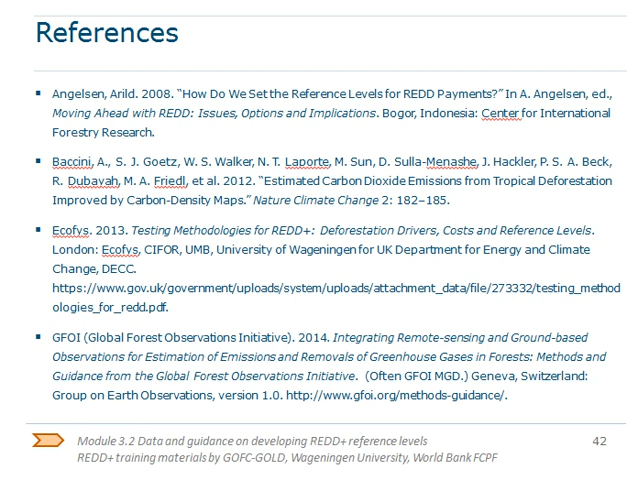 References
▪ Angelsen, Arild. 2008. “How Do We Set the Reference Levels for REDD Payments?” In A. Angelsen, ed.,
Moving Ahead with REDD: Issues, Options and Implications. Bogor, Indonesia: Center for International
Forestry Research.
▪ Baccini, A., S. J. Goetz, W. S. Walker, N. T. Laporte, M. Sun, D. Sulla-Menashe, J. Hackler, P. S. A. Beck,
R. Dubayah, M. A. Friedl, et al. 2012. “Estimated Carbon Dioxide Emissions from Tropical Deforestation
Improved by Carbon-Density Maps.” Nature Climate Change 2: 182–185.
▪ Ecofys. 2013. Testing Methodologies for REDD+: Deforestation Drivers, Costs and Reference Levels.
London: Ecofys, CIFOR, UMB, University of Wageningen for UK Department for Energy and Climate
Change, DECC.
https://www.gov.uk/government/uploads/system/uploads/attachment_data/file/273332/testing_method
ologies_for_redd.pdf.
▪ GFOI (Global Forest Observations Initiative). 2014. Integrating Remote-sensing and Ground-based
Observations for Estimation of Emissions and Removals of Greenhouse Gases in Forests: Methods and
Guidance from the Global Forest Observations Initiative. (Often GFOI MGD.) Geneva, Switzerland:
Group on Earth Observations, version 1.0. http://www.gfoi.org/methods-guidance/.
Module 3.2 Data and guidance on developing REDD+ reference levels
REDD+ training materials by GOFC-GOLD, Wageningen University, World Bank FCPF
42